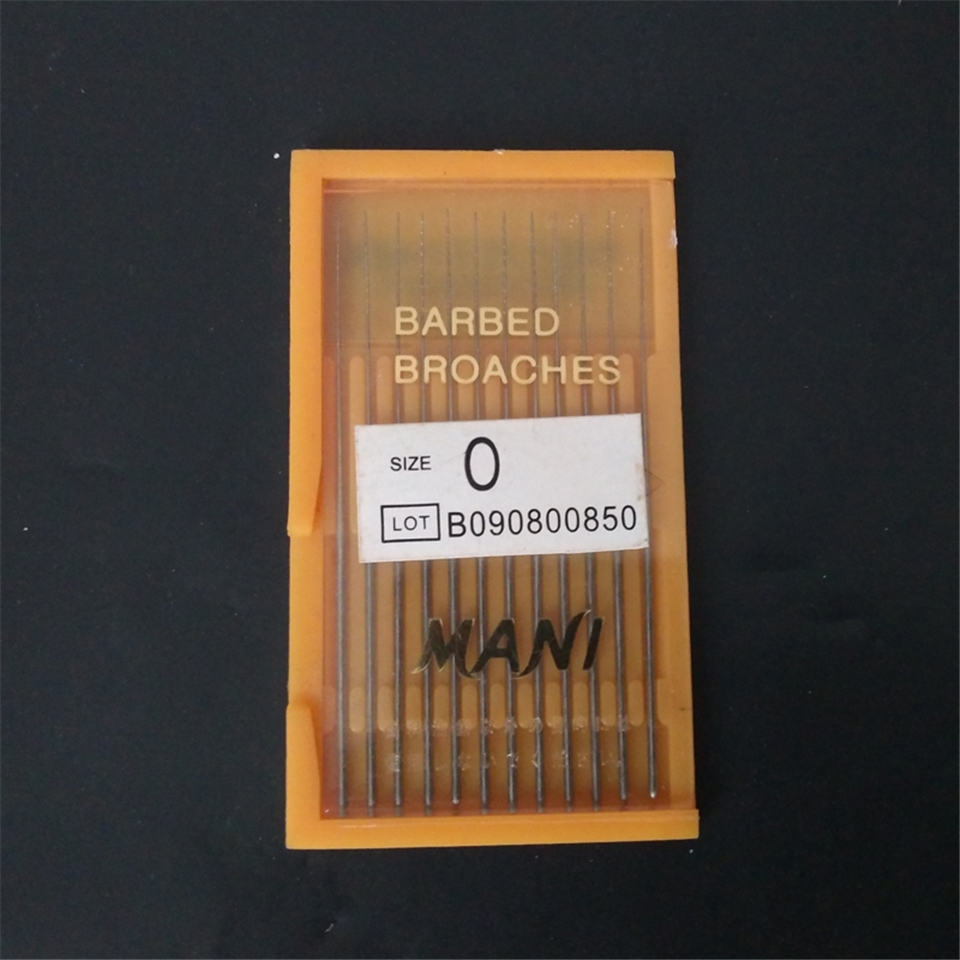 BARBED
BROACHES
SIZE 0
LOT B090800850
MANI